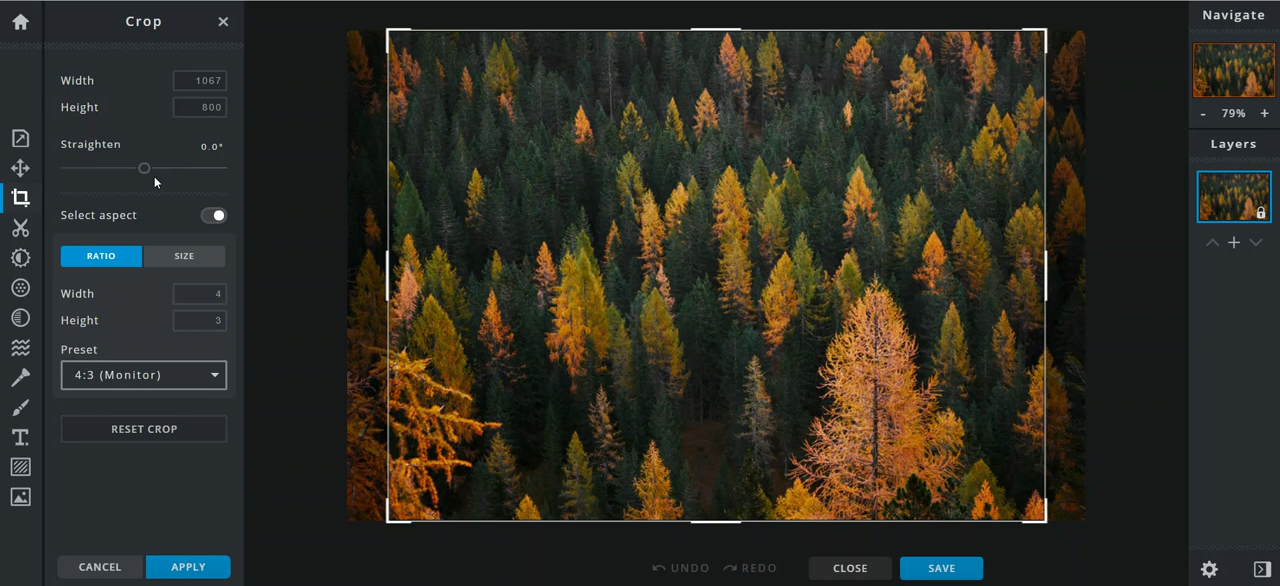 Crop
Width 1067
Height 800
Straighten 0.0°
Select aspect
RATIO SIZE
Width 4
Height 3
Preset
4:3 (Monitor)
RESET CROP
CANCEL APPLY
UNDO REDO CLOSE SAVE
Navigate
- 79% +
Layers